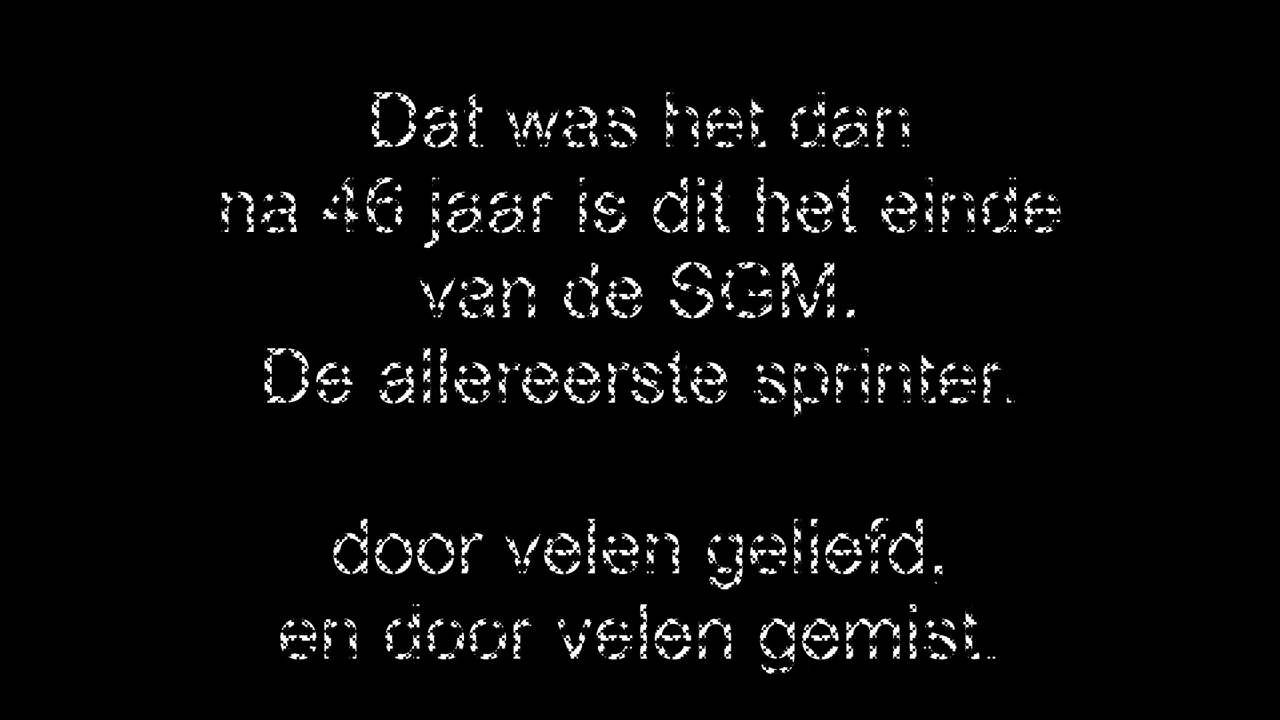 Dat was het dan
na 46 jaar is dit het einde
van de SGM.
De allereerste sprinter.
door velen geliefd,
en door velen gemist.